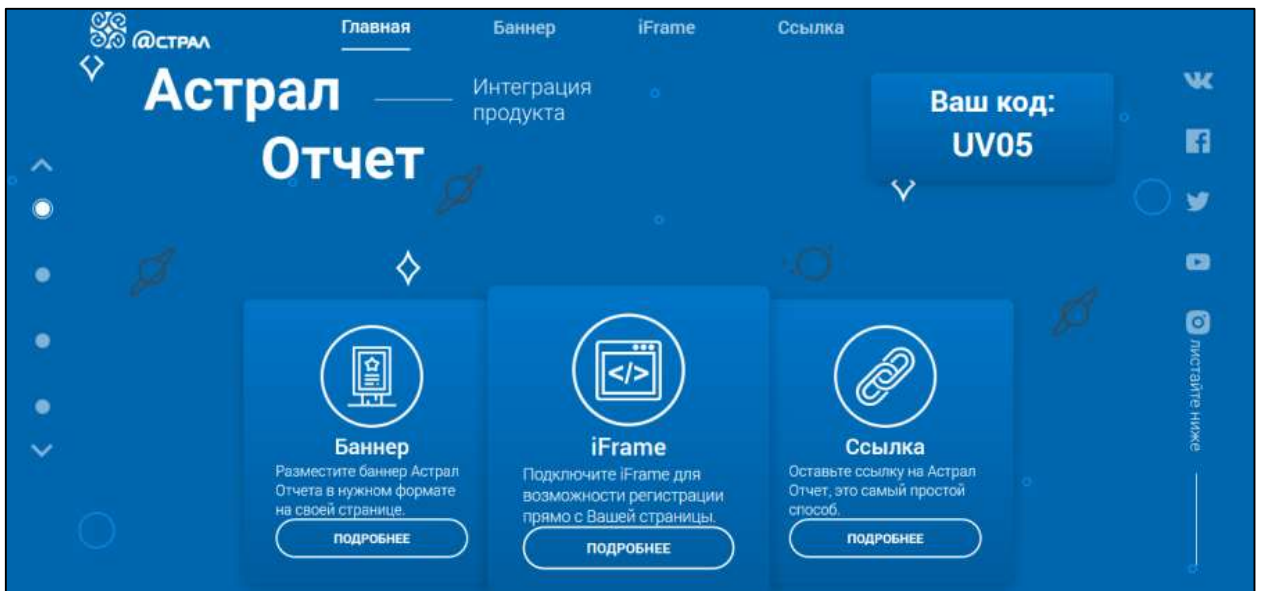 @СТРАЛ
Главная
Баннер
iFrame
Ссылка
Астрал
Отчет
Интеграция
продукта
Ваш код:
UV05
Баннер
Разместите баннер Астрал
Отчета в нужном формате
на своей странице.
ПОДРОБНЕЕ
</>
iFrame
Подключите iFrame для
возможности регистрации
прямо с Вашей страницы.
ПОДРОБНЕЕ
Ссылка
Оставьте ссылку на Астрал
Отчет, это самый простой
способ.
ПОДРОБНЕЕ
листайте ниже